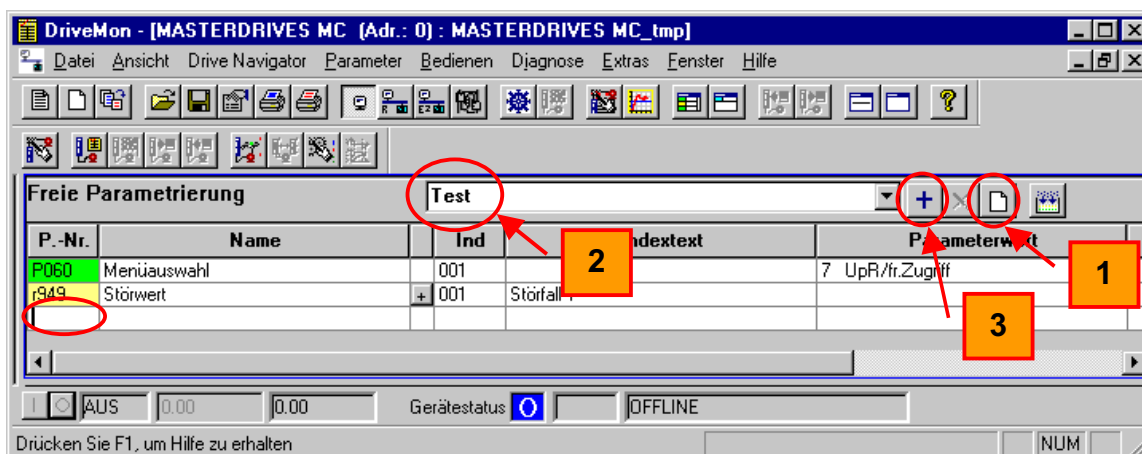 DriveMon - [MASTERDRIVES MC (Adr.: 0) : MASTERDRIVES MC_tmp]
Datei Ansicht Drive Navigator Parameter Bedienen Djagnose Extras Fenster Hilfe
Freie Parametrierung Test
2
1
3
P.-Nr. Name Ind ndextext Parameterwert
P060 Menüauswahl 001 7 UpR/fr.Zugriff
r949 Störwert + 001 Störfall 1
AUS 0.00 0.00 Gerätestatus OFFLINE
Drücken Sie F1, um Hilfe zu erhalten NUM